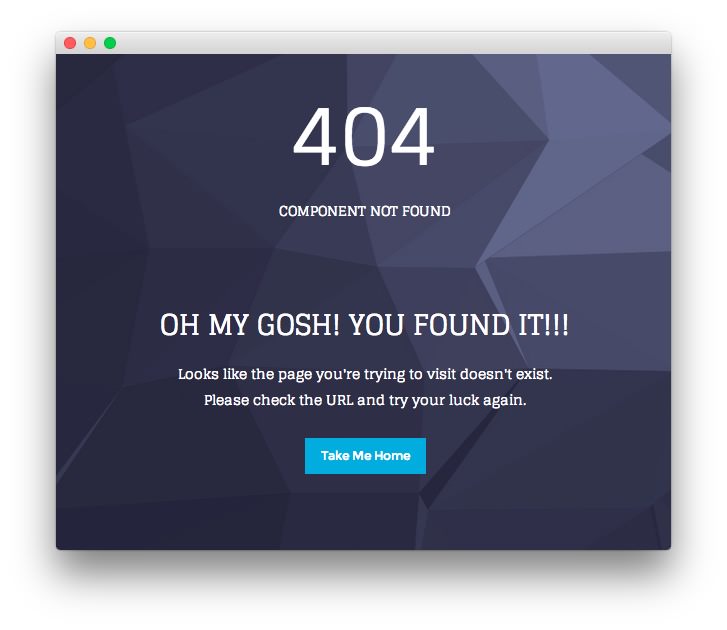 404
COMPONENT NOT FOUND
OH MY GOSH! YOU FOUND IT!!!
Looks like the page you're trying to visit doesn't exist.
Please check the URL and try your luck again.
Take Me Home